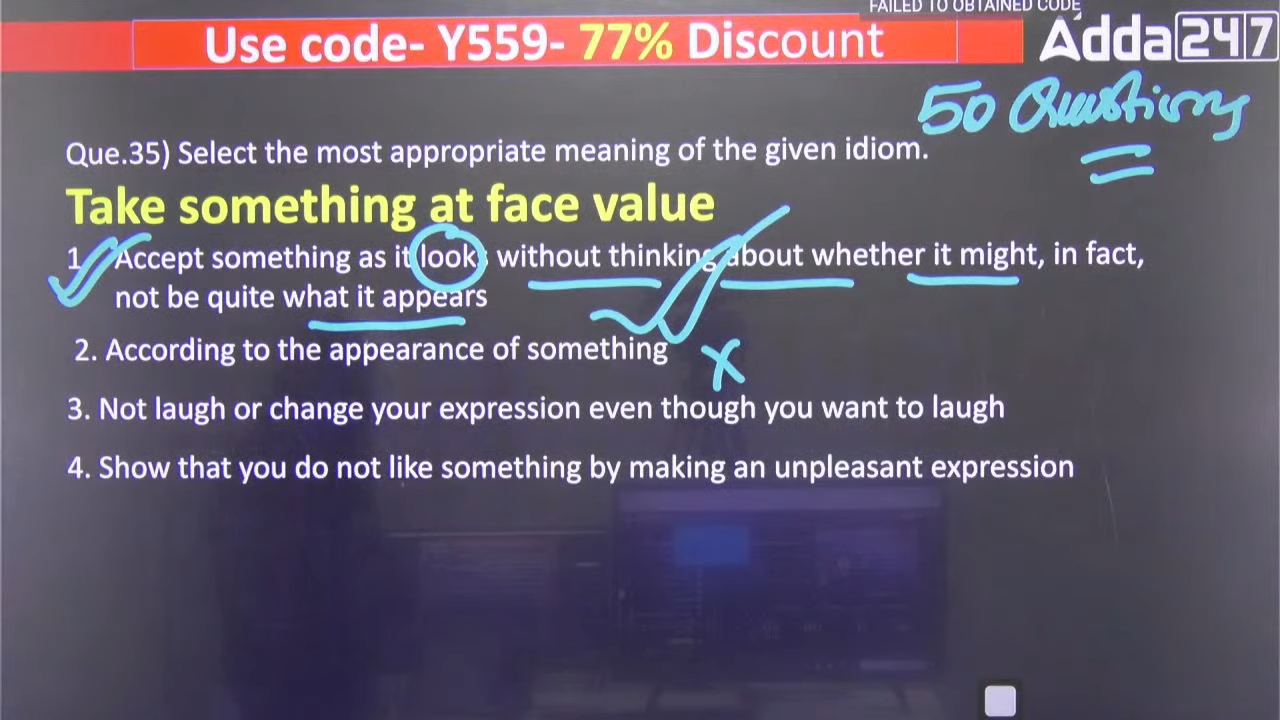 FAILED TO OBTAINED CODE
Use code- Y559- 77% Discount
Adda247
50 Questions
Que.35) Select the most appropriate meaning of the given idiom.
Take something at face value
1. Accept something as it looks without thinking about whether it might, in fact,
not be quite what it appears
2. According to the appearance of something
3. Not laugh or change your expression even though you want to laugh
4. Show that you do not like something by making an unpleasant expression